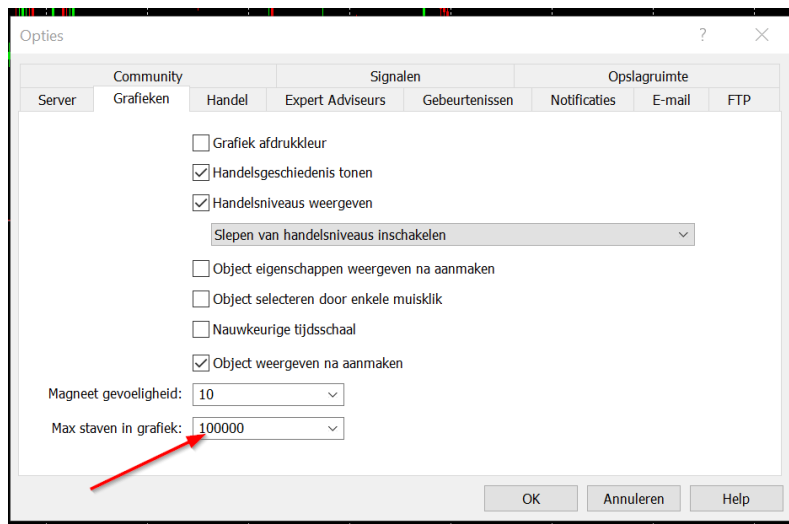 Opties ?
Community Signalen Opslagruimte
Server Grafieken Handel Expert Adviseurs Gebeurtenissen Notificaties E-mail FTP
Grafiek afdrukkleur
Handelsgeschiedenis tonen
Handelsniveaus weergeven
Slepen van handelsniveaus inschakelen
Object eigenschappen weergeven na aanmaken
Object selecteren door enkele muisklik
Nauwkeurige tijdsschaal
Object weergeven na aanmaken
Magneet gevoeligheid: 10
Max staven in grafiek: 100000
OK Annuleren Help